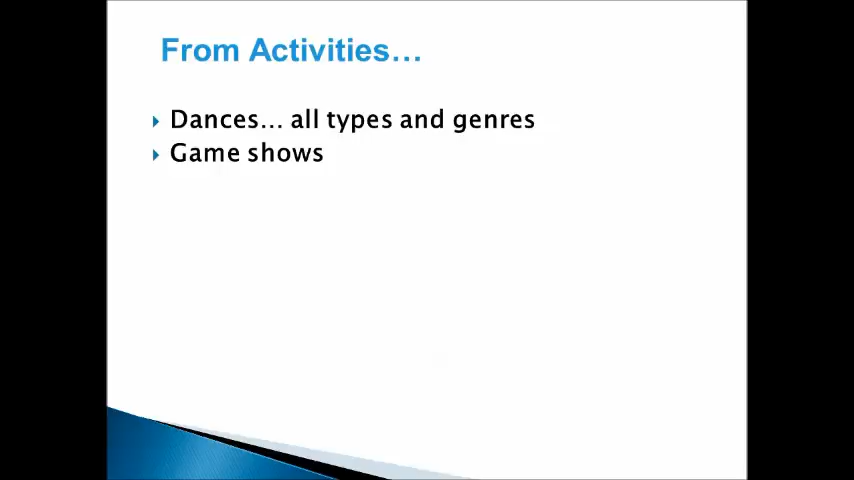 From Activities…
Dances… all types and genres
Game shows